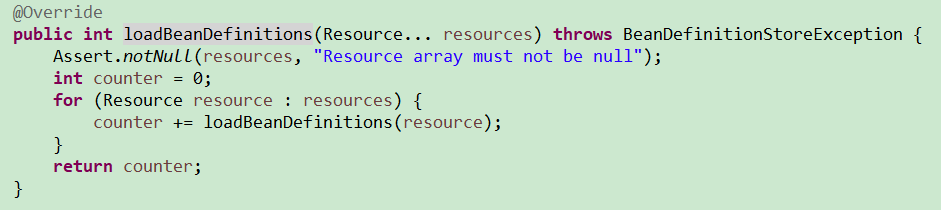 @Override
public int loadBeanDefinitions(Resource... resources) throws BeanDefinitionStoreException {
    Assert.notNull(resources, "Resource array must not be null");
    int counter = 0;
    for (Resource resource : resources) {
        counter += loadBeanDefinitions(resource);
    }
    return counter;
}